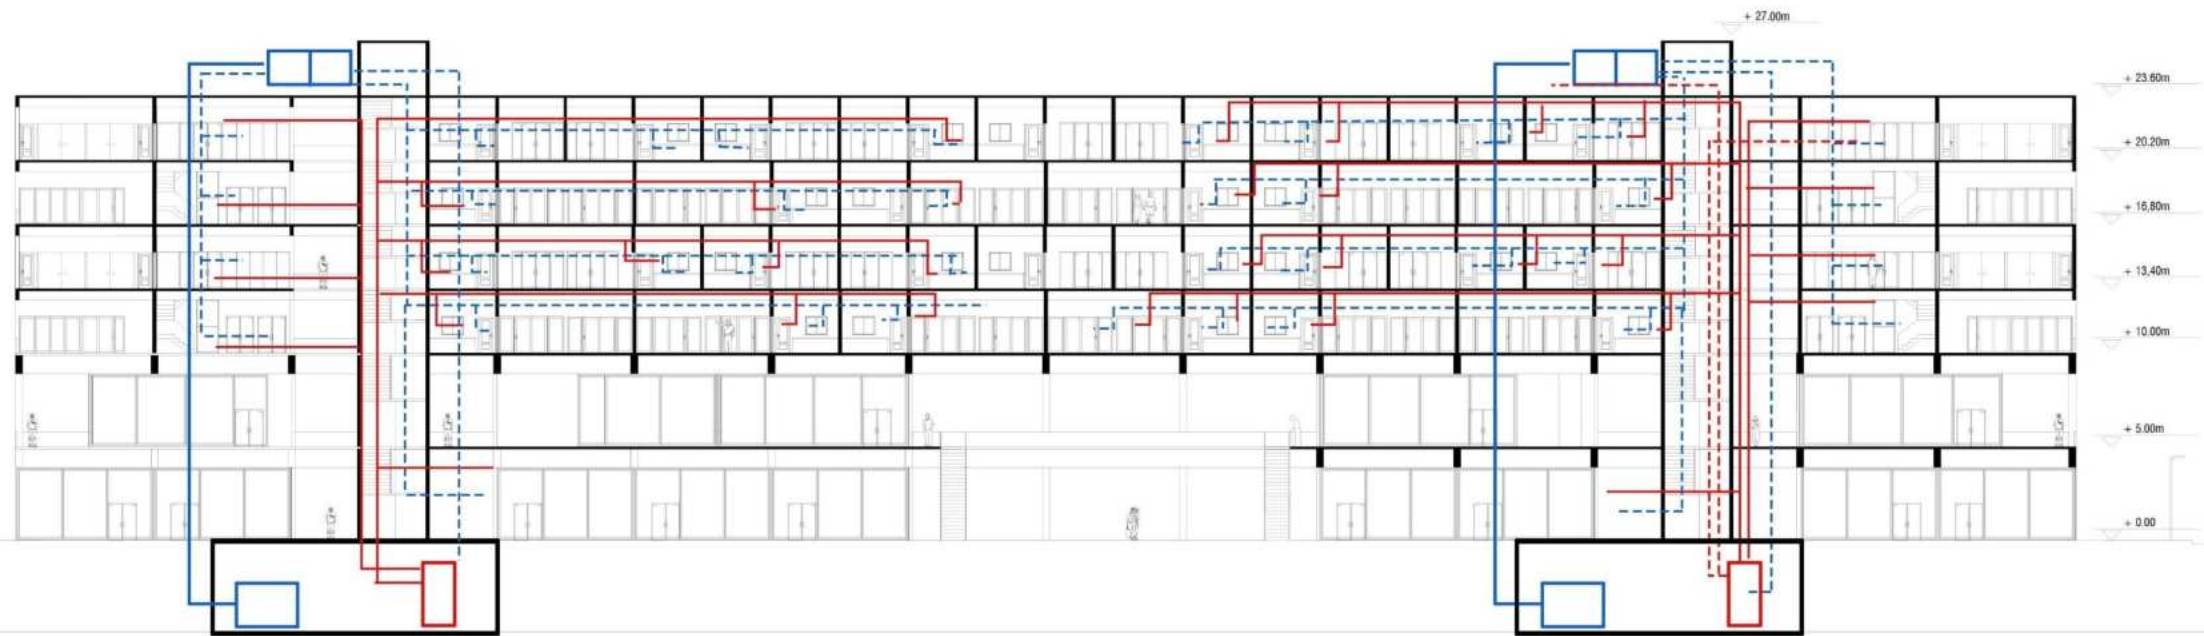 + 27.00m
+ 23.60m
+ 20.20m
+ 16,80m
+ 13,40m
+ 10.00m
+ 5.00m
+ 0.00